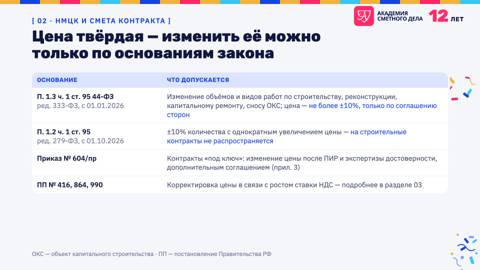 [ 02 · НМЦК И СМЕТА КОНТРАКТА ]
АКАДЕМИЯ
СМЕТНОГО ДЕЛА
12 ЛЕТ
Цена твёрдая — изменить её можно
только по основаниям закона
ОСНОВАНИЕ
ЧТО ДОПУСКАЕТСЯ
П. 1.3 ч. 1 ст. 95 44-ФЗ
ред. 333-ФЗ, с 01.01.2026
Изменение объёмов и видов работ по строительству, реконструкции,
капитальному ремонту, сносу ОКС; цена — не более ±10%, только по соглашению
сторон
П. 1.2 ч. 1 ст. 95
ред. 279-ФЗ, с 01.10.2026
±10% количества с однократным увеличением цены — на строительные
контракты не распространяется
Приказ № 604/пр
Контракты «под ключ»: изменение цены после ПИР и экспертизы достоверности,
дополнительным соглашением (прил. 3)
ПП № 416, 864, 990
Корректировка цены в связи с ростом ставки НДС — подробнее в разделе 03
ОКС — объект капитального строительства · ПП — постановление Правительства РФ